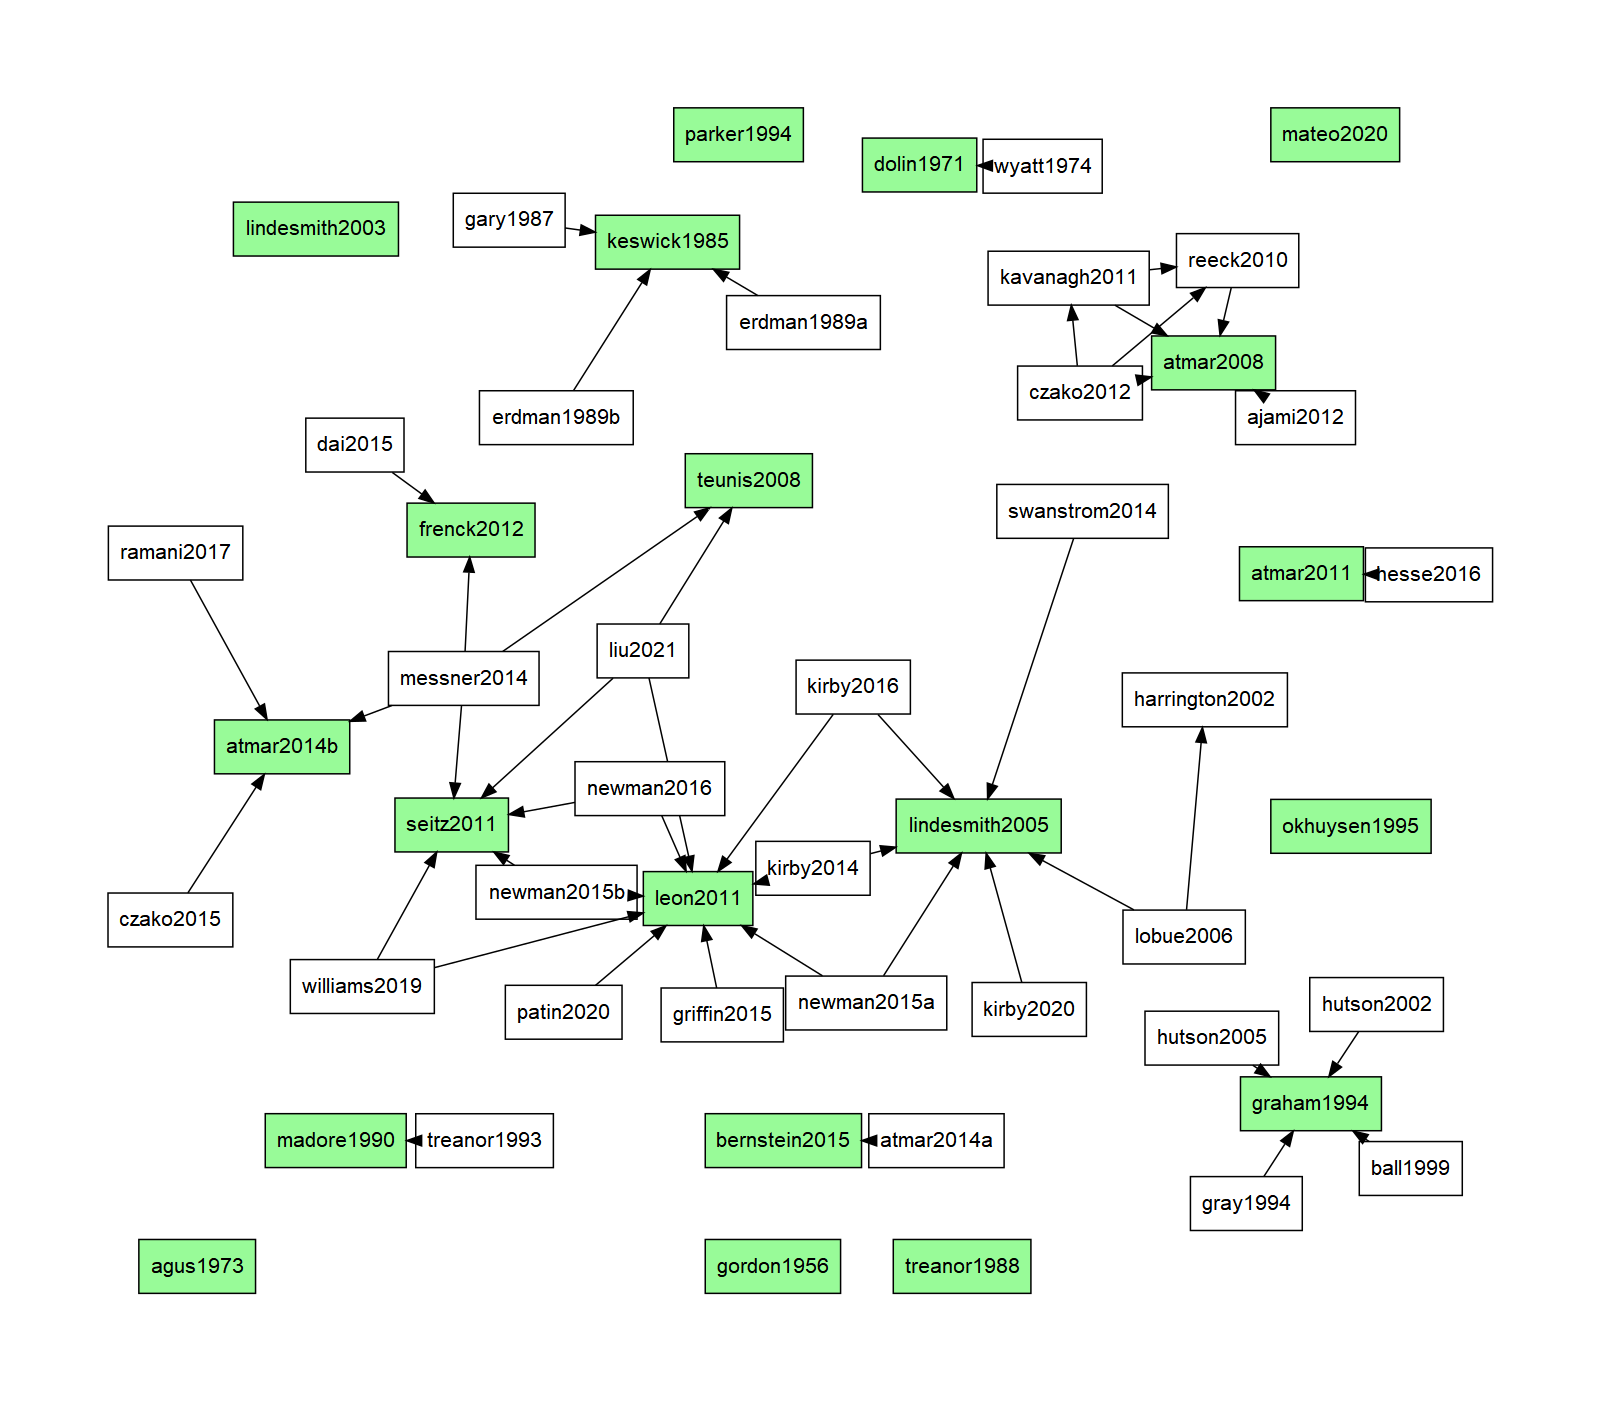 parker1994
mateo2020
dolin1971
wyatt1974
lindesmith2003
gary1987
keswick1985
reeck2010
kavanagh2011
erdman1989a
atmar2008
czako2012
erdman1989b
ajami2012
dai2015
teunis2008
swanstrom2014
frenck2012
ramani2017
atmar2011
hesse2016
liu2021
messner2014
kirby2016
harrington2002
atmar2014b
newman2016
seitz2011
lindesmith2005
okhuysen1995
kirby2014
newman2015b
leon2011
czako2015
lobue2006
williams2019
patin2020
griffin2015
newman2015a
kirby2020
hutson2002
hutson2005
graham1994
madore1990
treanor1993
bernstein2015
atmar2014a
ball1999
gray1994
agus1973
gordon1956
treanor1988